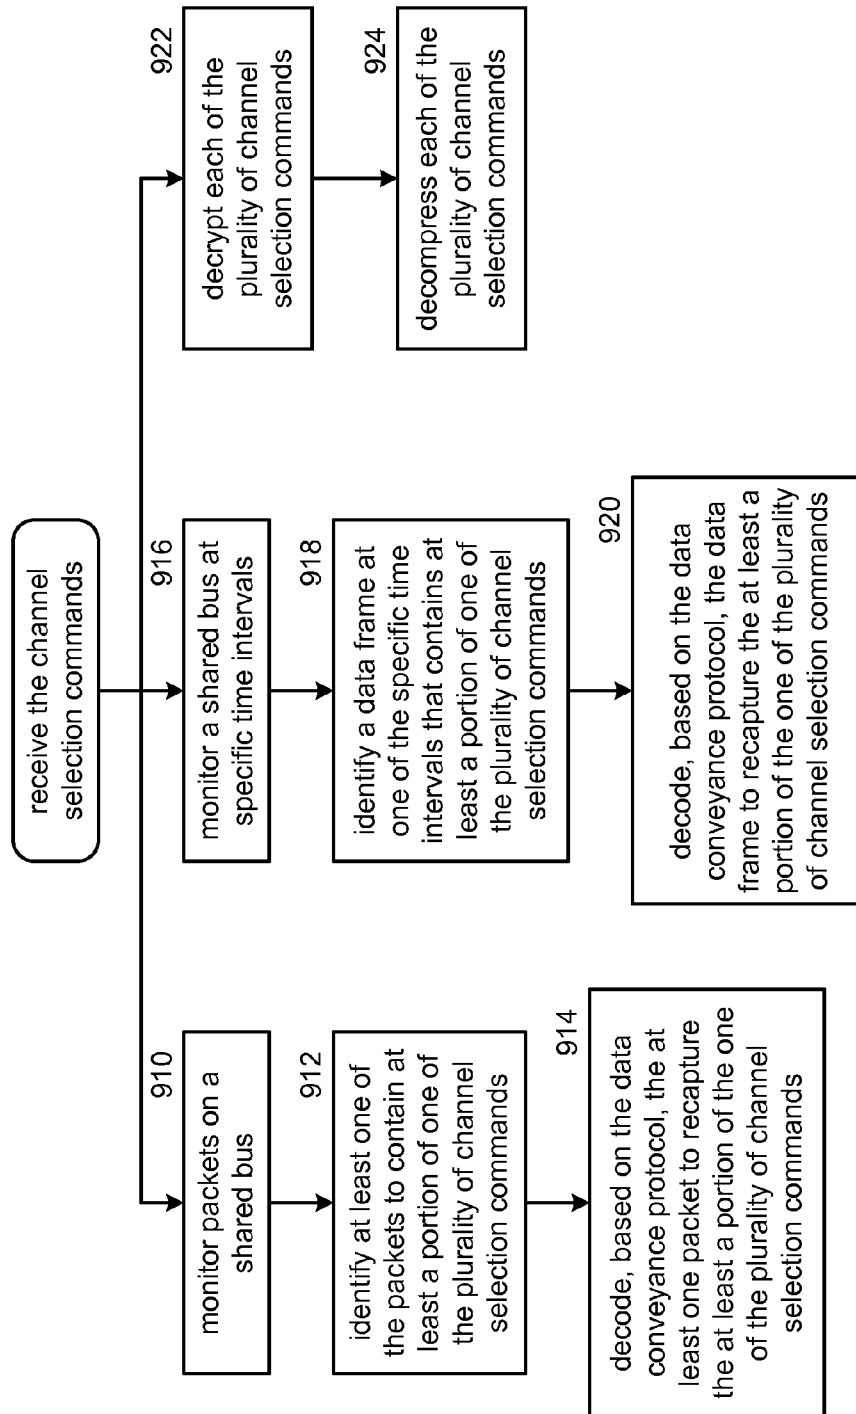 receive the channel
selection commands
910
monitor packets on a
shared bus
912
identify at least one of
the packets to contain at
least a portion of one of
the plurality of channel
selection commands
914
decode, based on the data
conveyance protocol, the at
least one packet to recapture
the at least a portion of the one
of the plurality of channel
selection commands
916
monitor a shared bus at
specific time intervals
918
identify a data frame at
one of the specific time
intervals that contains at
least a portion of one of
the plurality of channel
selection commands
920
decode, based on the data
conveyance protocol, the data
frame to recapture the at least a
portion of the one of the plurality
of channel selection commands
922
decrypt each of the
plurality of channel
selection commands
924
decompress each of the
plurality of channel
selection commands